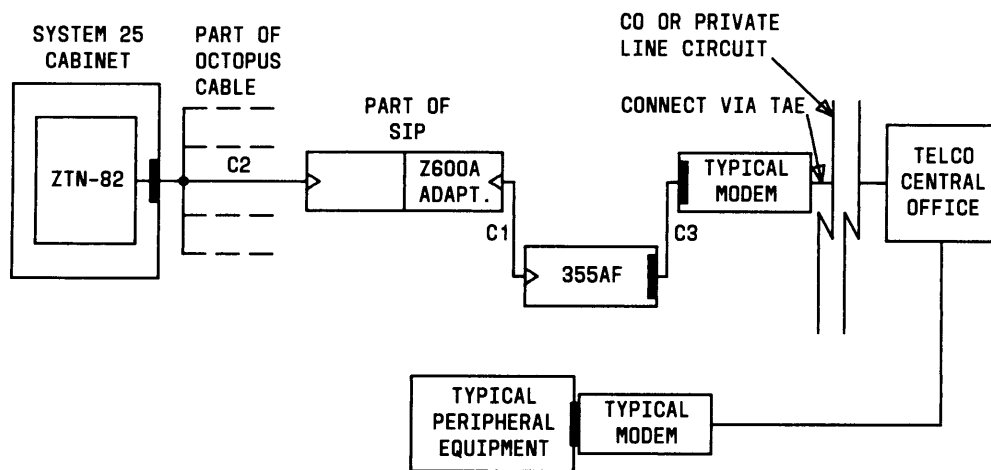 SYSTEM 25
CABINET
PART OF
OCTOPUS
CABLE
CO OR PRIVATE
LINE CIRCUIT
PART OF
SIP
CONNECT VIA TAE
ZTN-82
C2
Z600A
ADAPT.
TYPICAL
MODEM
TELCO
CENTRAL
OFFICE
C1
C3
355AF
TYPICAL
PERIPHERAL
EQUIPMENT
TYPICAL
MODEM